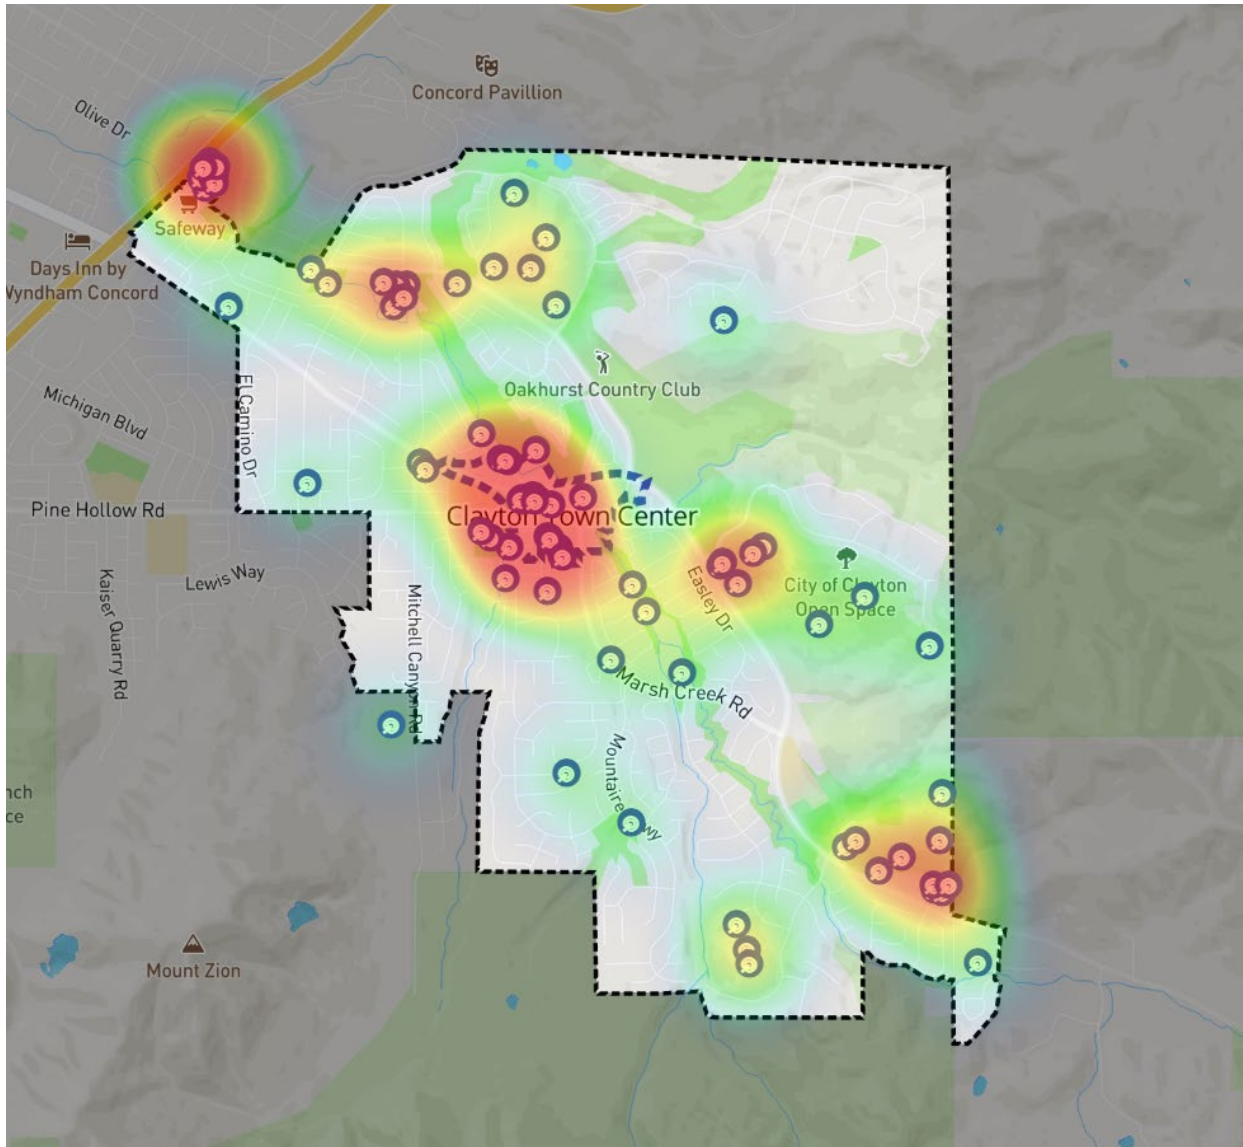 Concord Pavillion
Olive Dr
Safeway
Days Inn by
Wyndham Concord
Oakhurst Country Club
Michigan Blvd
El Camino Dr
Pine Hollow Rd
Clayton Town Center
Lewis Way
Kaiser Quarry Rd
Mitchell Canyon Rd
Easley Dr
City of Clayton
Open Space
Marsh Creek Rd
nch
ce
Mount Zion